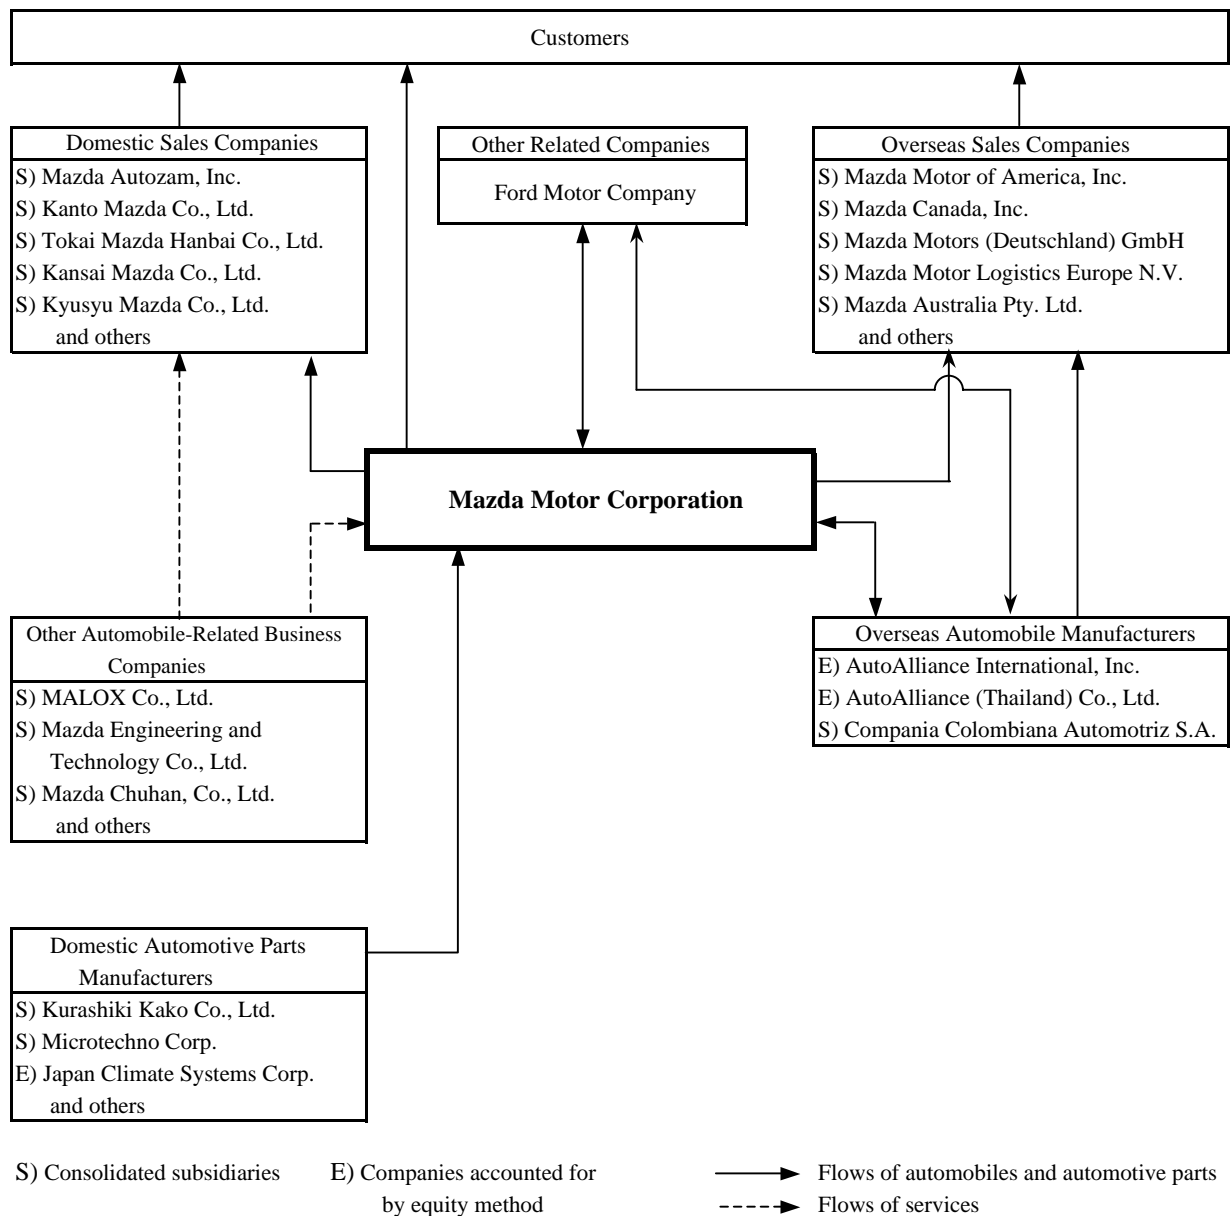 Customers
Domestic Sales Companies
S) Mazda Autozam, Inc.
S) Kanto Mazda Co., Ltd.
S) Tokai Mazda Hanbai Co., Ltd.
S) Kansai Mazda Co., Ltd.
S) Kyusyu Mazda Co., Ltd.
and others
Other Related Companies
Ford Motor Company
Overseas Sales Companies
S) Mazda Motor of America, Inc.
S) Mazda Canada, Inc.
S) Mazda Motors (Deutschland) GmbH
S) Mazda Motor Logistics Europe N.V.
S) Mazda Australia Pty. Ltd.
and others
Mazda Motor Corporation
Other Automobile-Related Business
Companies
S) MALOX Co., Ltd.
S) Mazda Engineering and
Technology Co., Ltd.
S) Mazda Chuhan, Co., Ltd.
and others
Overseas Automobile Manufacturers
E) AutoAlliance International, Inc.
E) AutoAlliance (Thailand) Co., Ltd.
S) Compania Colombiana Automotriz S.A.
Domestic Automotive Parts
Manufacturers
S) Kurashiki Kako Co., Ltd.
S) Microtechno Corp.
E) Japan Climate Systems Corp.
and others
S) Consolidated subsidiaries
E) Companies accounted for
by equity method
Flows of automobiles and automotive parts
Flows of services